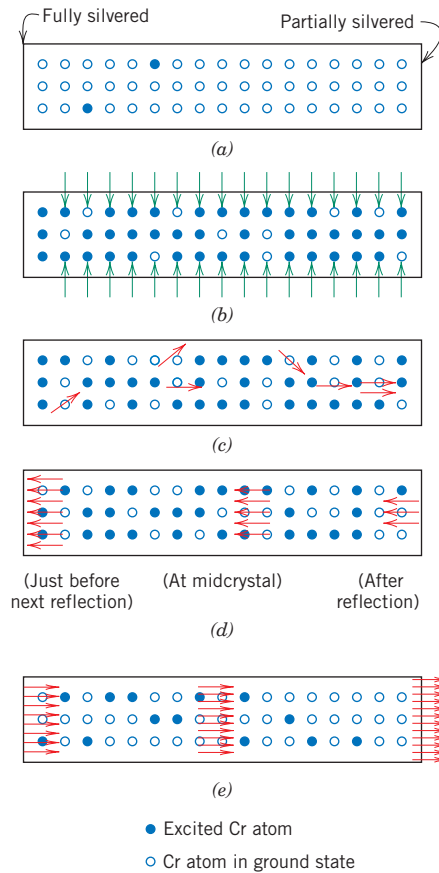 Fully silvered
Partially silvered
(a)
(b)
(c)
(Just before
next reflection)
(At midcrystal)
(After
reflection)
(d)
(e)
Excited Cr atom
Cr atom in ground state